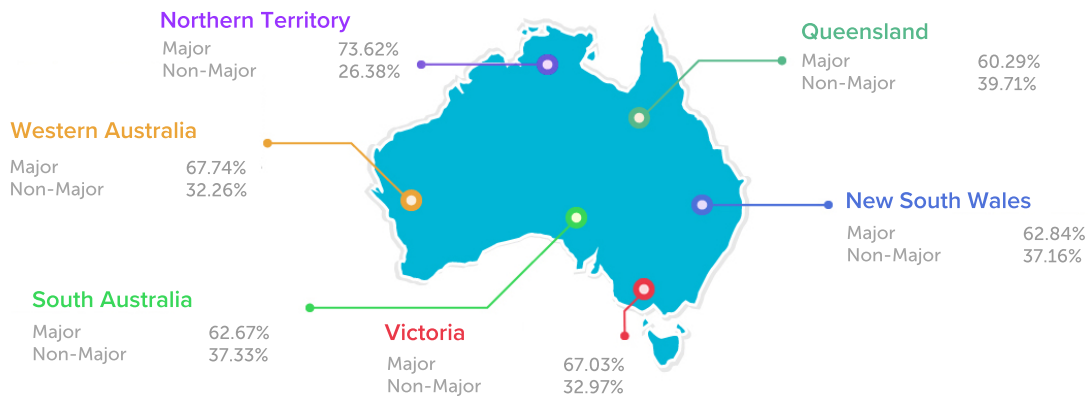 Northern Territory
Major 73.62%
Non-Major 26.38%
Queensland
Major 60.29%
Non-Major 39.71%
Western Australia
Major 67.74%
Non-Major 32.26%
New South Wales
Major 62.84%
Non-Major 37.16%
South Australia
Major 62.67%
Non-Major 37.33%
Victoria
Major 67.03%
Non-Major 32.97%